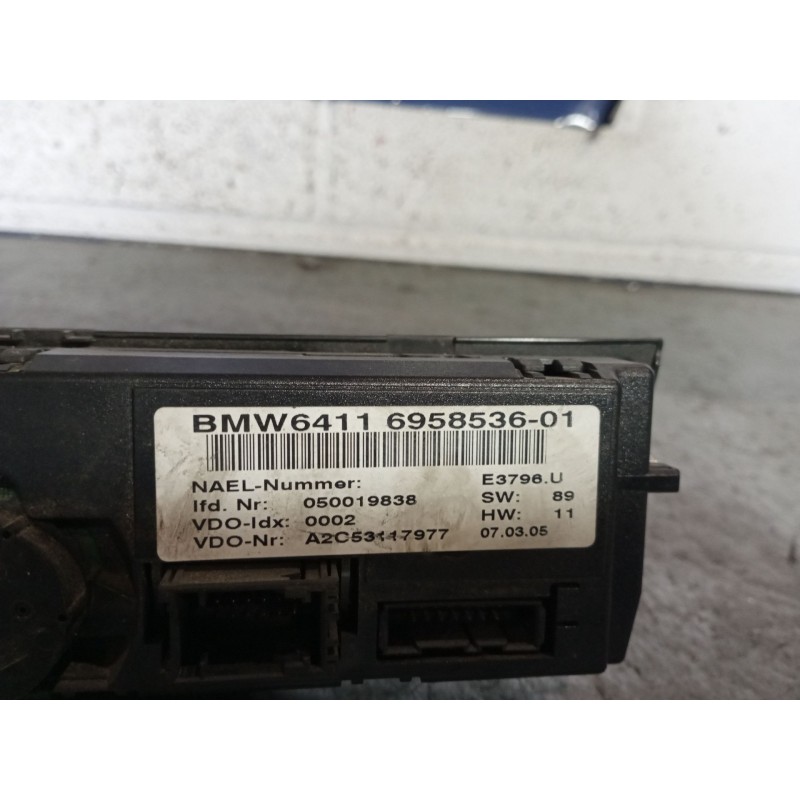 BMW6411 6958536-01
NAEL-Nummer: E3796.U
lfd. Nr: 050019838 SW: 89
VDO-Idx: 0002 HW: 11
VDO-Nr: A2C53117977 07.03.05